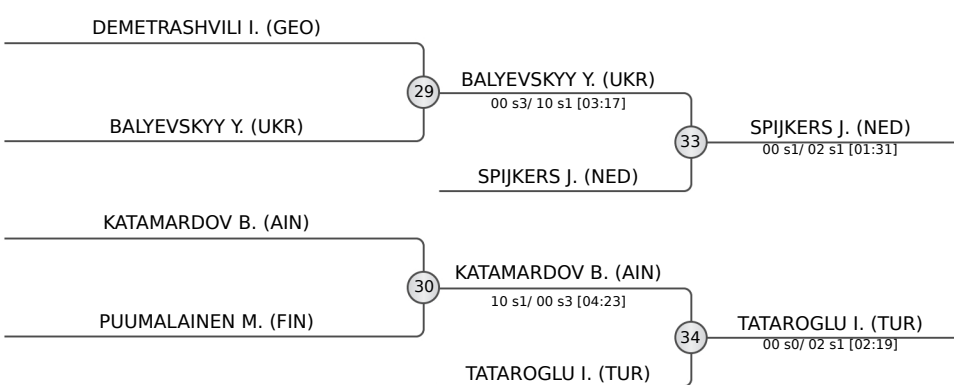 DEMETRASHVILI I. (GEO)
29
BALYEVSKYY Y. (UKR)
00 s3/ 10 s1 [03:17]
BALYEVSKYY Y. (UKR)
33
SPIJKERS J. (NED)
00 s1/ 02 s1 [01:31]
SPIJKERS J. (NED)
KATAMARDOV B. (AIN)
30
KATAMARDOV B. (AIN)
10 s1/ 00 s3 [04:23]
PUUMALAINEN M. (FIN)
34
TATAROGLU I. (TUR)
00 s0/ 02 s1 [02:19]
TATAROGLU I. (TUR)